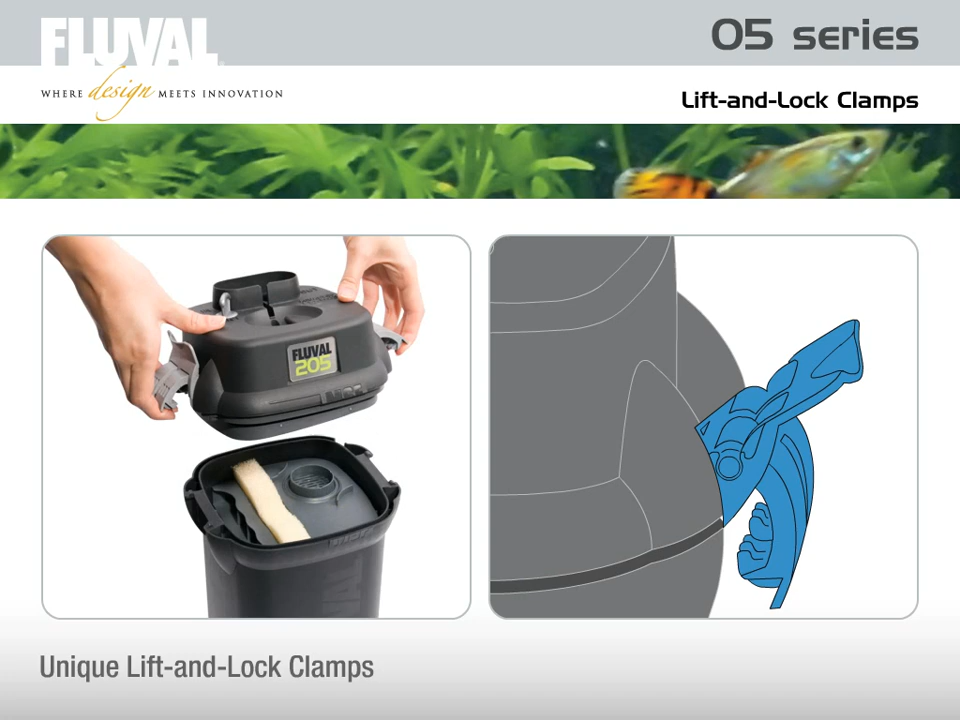 FLUVAL
05 series
WHERE design MEETS INNOVATION
Lift-and-Lock Clamps
FLUVAL
205
Unique Lift-and-Lock Clamps